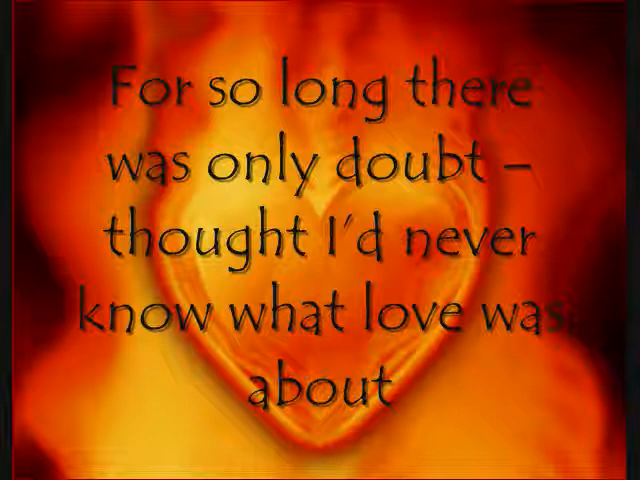 For so long there
was only doubt –
thought I´d never
know what love was
about